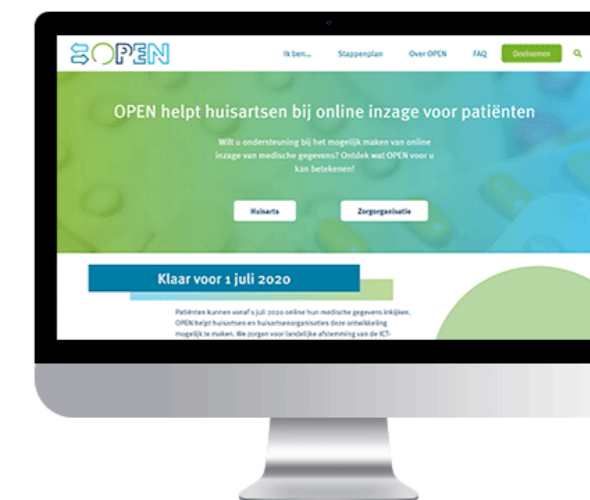 OPEN
Ik ben... Stappenplan Over OPEN FAQ Deelnemen
OPEN helpt huisartsen bij online inzage voor patiënten
Wilt u ondersteuning bij het mogelijk maken van online
inzage van medische gegevens? Ontdek wat OPEN voor u
kan betekenen!
Huisarts Zorgorganisatie
Klaar voor 1 juli 2020
Patiënten kunnen vanaf 1 juli 2020 online hun medische gegevens inkijken.
OPEN helpt huisartsen en huisartsenorganisaties deze ontwikkeling
mogelijk te maken. We zorgen voor landelijke afstemming van de ICT-